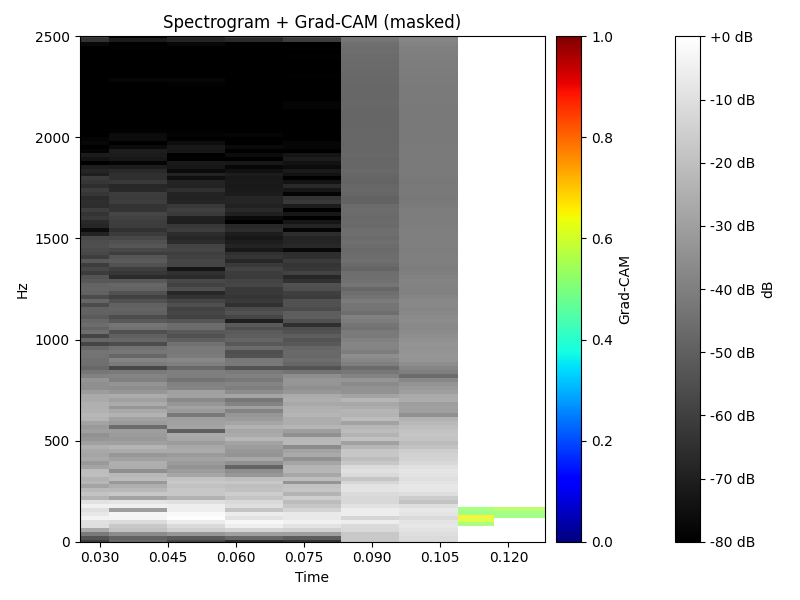 Spectrogram + Grad-CAM (masked)
2500
2000
1500
1000
500
0
Hz
0.030
0.045
0.060
0.075
0.090
0.105
0.120
Time
1.0
0.8
0.6
0.4
0.2
0.0
Grad-CAM
+0 dB
-10 dB
-20 dB
-30 dB
-40 dB
-50 dB
-60 dB
-70 dB
-80 dB
dB